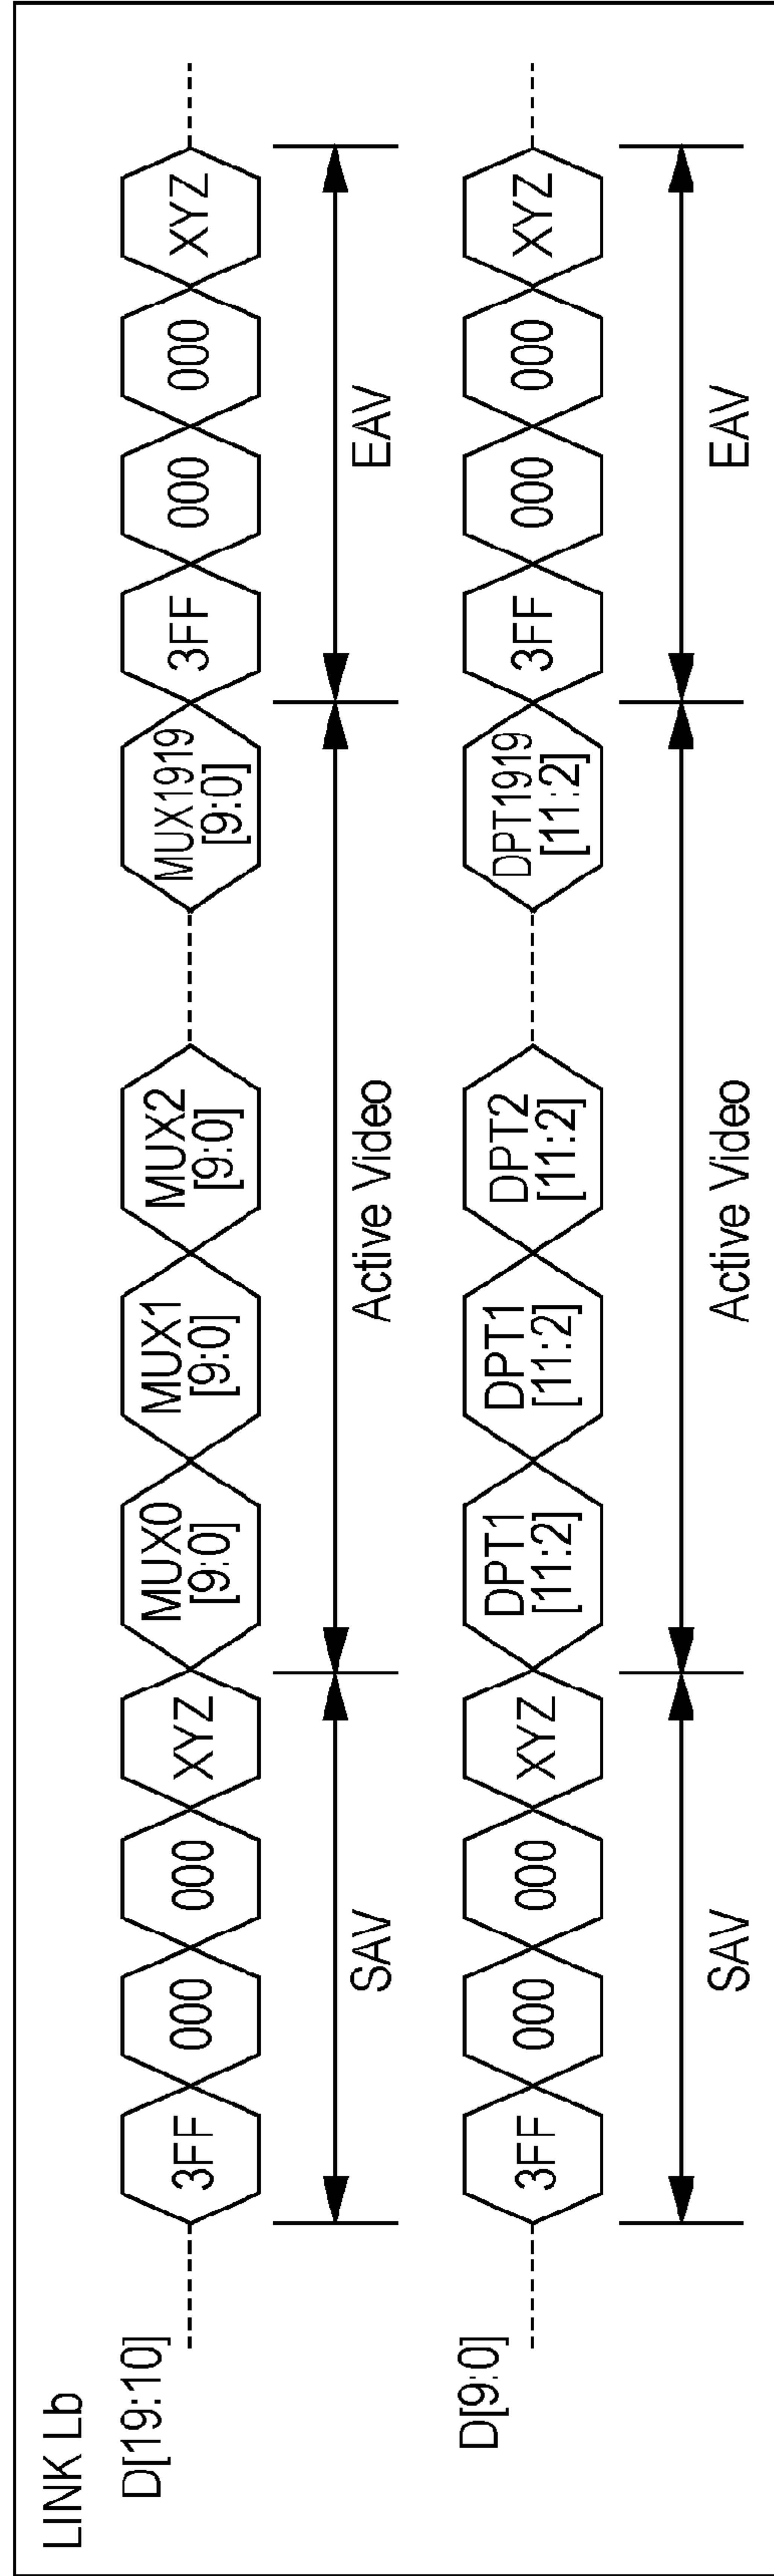 LINK Lb
D[19:10]
3FF
000
000
XYZ
MUX0
[9:0]
MUX1
[9:0]
MUX2
[9:0]
MUX1919
[9:0]
3FF
000
000
XYZ
SAV
Active Video
EAV
D[9:0]
3FF
000
000
XYZ
DPT1
[11:2]
DPT1
[11:2]
DPT2
[11:2]
DPT1919
[11:2]
3FF
000
000
XYZ
SAV
Active Video
EAV